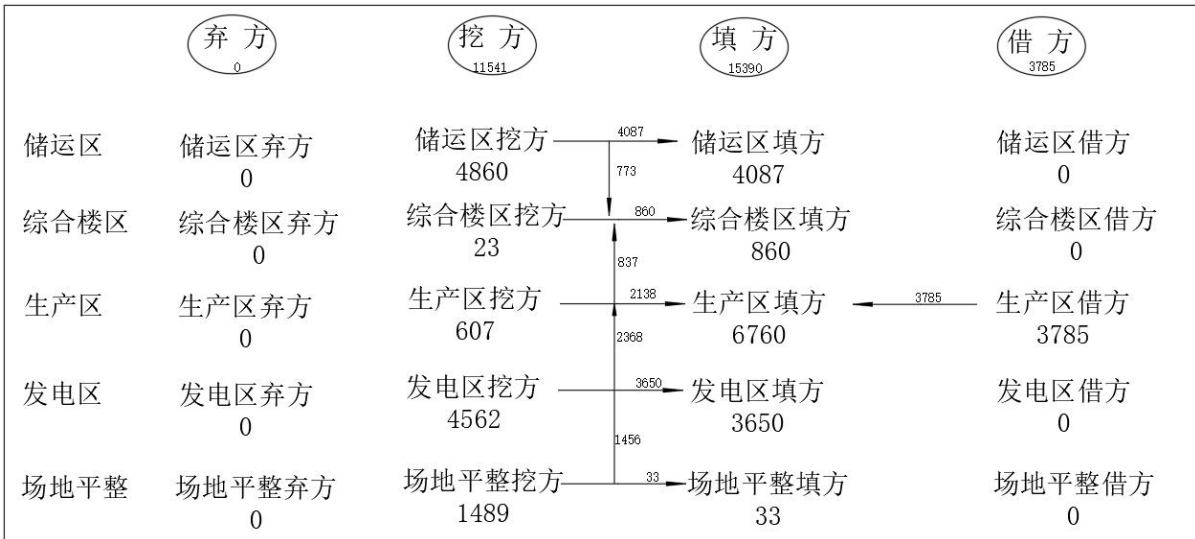 弃 方
0
挖 方
11541
填 方
15390
借 方
3785
储运区
储运区弃方
0
储运区挖方
4860
4087
773
储运区填方
4087
储运区借方
0
综合楼区
综合楼区弃方
0
综合楼区挖方
23
860
837
综合楼区填方
860
综合楼区借方
0
生产区
生产区弃方
0
生产区挖方
607
2138
2368
生产区填方
6760
3785
生产区借方
3785
发电区
发电区弃方
0
发电区挖方
4562
3650
1456
发电区填方
3650
发电区借方
0
场地平整
场地平整弃方
0
场地平整挖方
1489
33
场地平整填方
33
场地平整借方
0